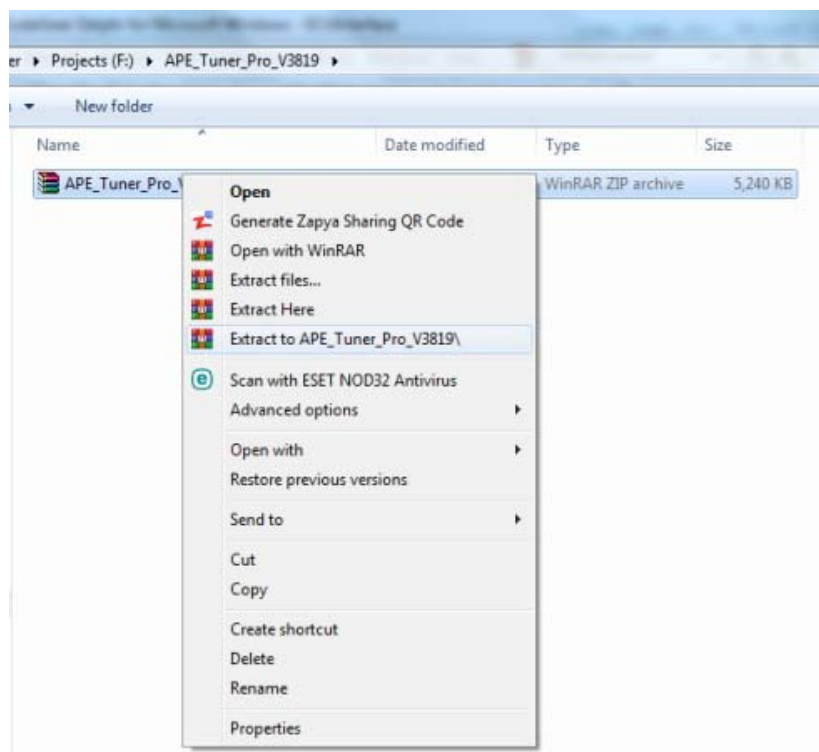 er ▸ Projects (F:) ▸ APE_Tuner_Pro_V3819 ▸
New folder
Name Date modified Type Size
APE_Tuner_Pro_ WinRAR ZIP archive 5,240 KB
Open
Generate Zapya Sharing QR Code
Open with WinRAR
Extract files...
Extract Here
Extract to APE_Tuner_Pro_V3819\
Scan with ESET NOD32 Antivirus
Advanced options
Open with
Restore previous versions
Send to
Cut
Copy
Create shortcut
Delete
Rename
Properties